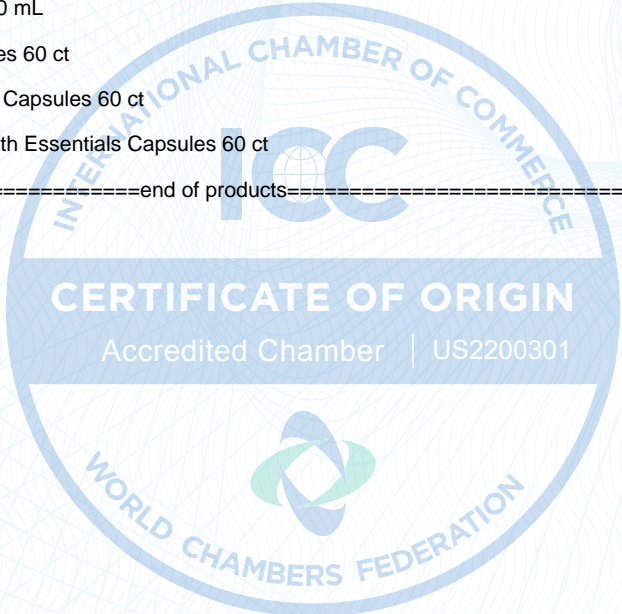 0 mL
es 60 ct
Capsules 60 ct
th Essentials Capsules 60 ct
============end of products===========================
INTERNATIONAL CHAMBER OF COMMERCE
ICC
CERTIFICATE OF ORIGIN
Accredited Chamber | US2200301
WORLD CHAMBERS FEDERATION